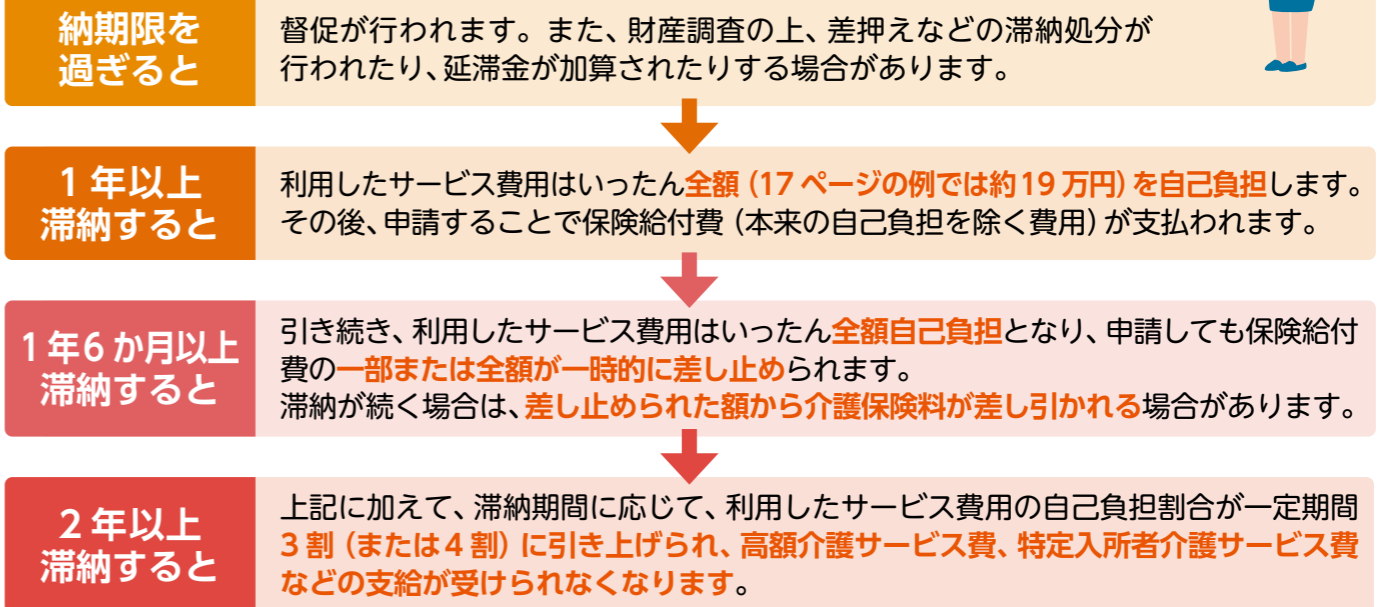 納期限を
過ぎると
督促が行われます。また、財産調査の上、差押えなどの滞納処分が
行われたり、延滞金が加算されたりする場合があります。
1年以上
滞納すると
利用したサービス費用はいったん全額(17ページの例では約19万円)を自己負担します。
その後、申請することで保険給付費(本来の自己負担を除く費用)が支払われます。
1年6か月以上
滞納すると
引き続き、利用したサービス費用はいったん全額自己負担となり、申請しても保険給付
費の一部または全額が一時的に差し止められます。
滞納が続く場合は、差し止められた額から介護保険料が差し引かれる場合があります。
2年以上
滞納すると
上記に加えて、滞納期間に応じて、利用したサービス費用の自己負担割合が一定期間
3割(または4割)に引き上げられ、高額介護サービス費、特定入所者介護サービス費
などの支給が受けられなくなります。